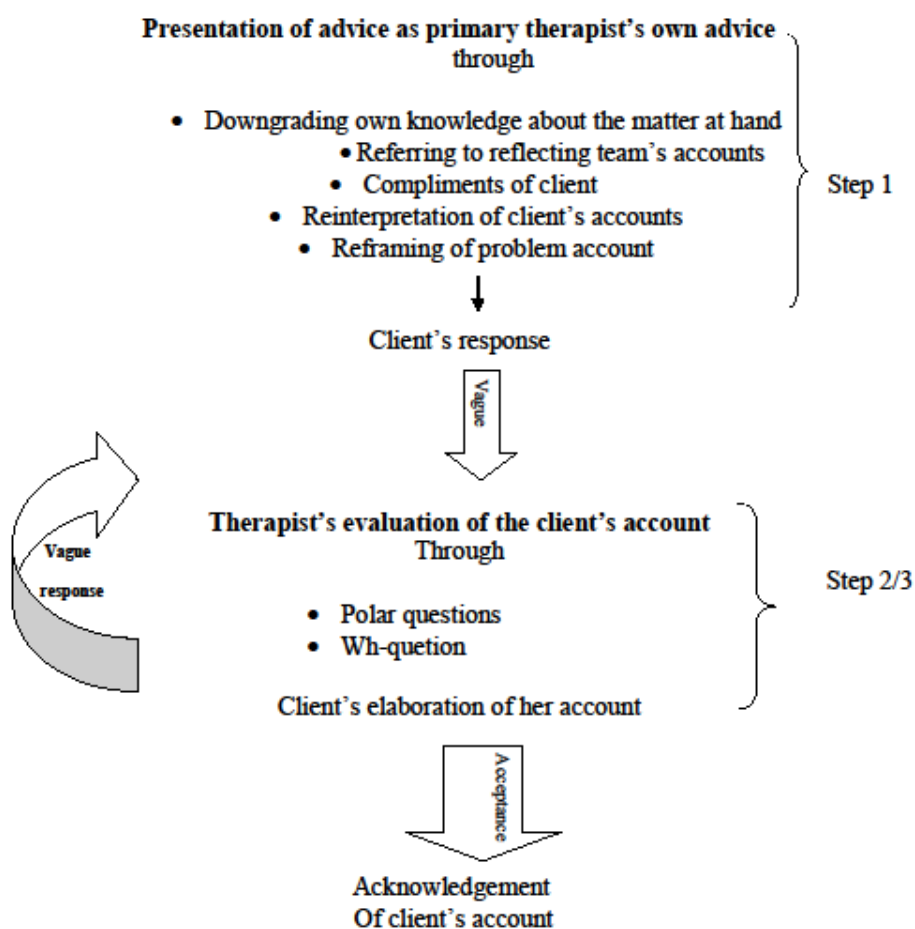 Presentation of advice as primary therapist's own advice
through
• Downgrading own knowledge about the matter at hand
• Referring to reflecting team's accounts
• Compliments of client
• Reinterpretation of client's accounts
• Reframing of problem account
Step 1
Client's response
Vague
Therapist's evaluation of the client's account
Through
• Polar questions
• Wh-quetion
Client's elaboration of her account
Step 2/3
Vague
response
Acceptance
Acknowledgement
Of client's account